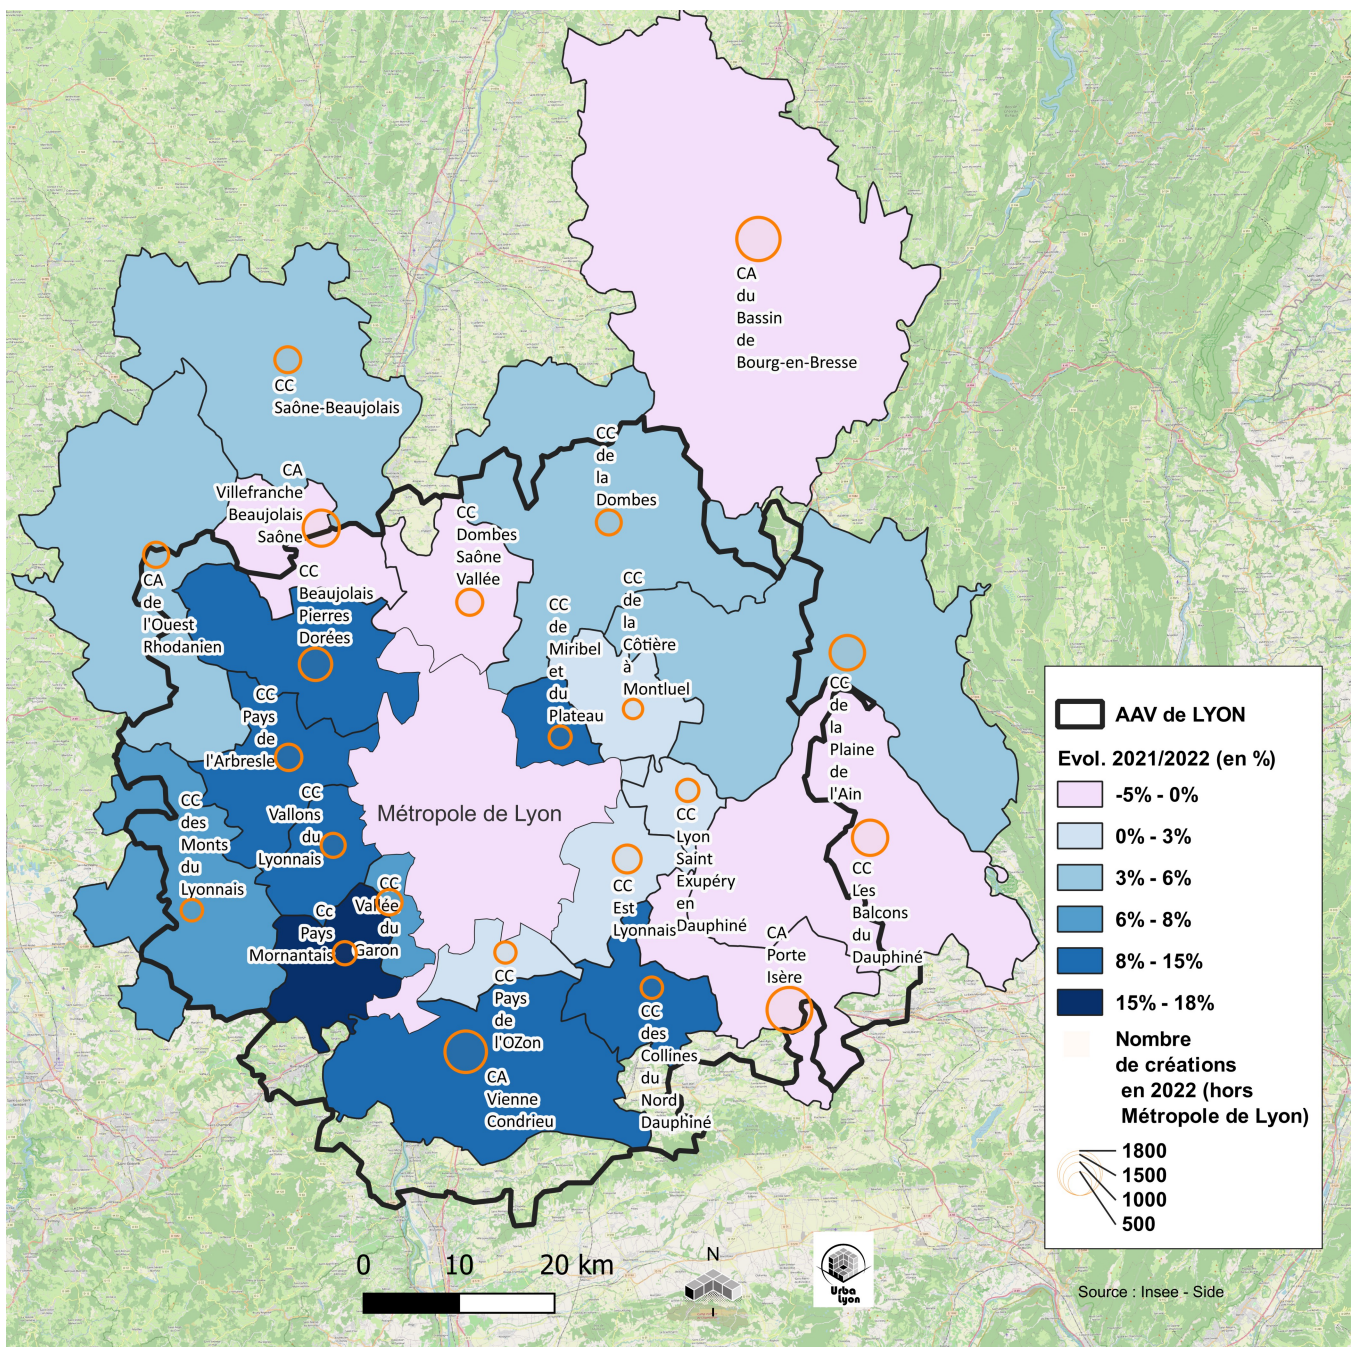 CA
du
Bassin
de
Bourg-en-Bresse
CC
Saône-Beaujolais
CA
Villefranche
Beaujolais
Saône
CC
de
la
Dombes
CC
Dombes
Saône
Vallée
CA
de
l'Ouest
Rhodanien
CC
Beaujolais
Pierres
Dorées
CC
de
Miribel
et
du
Plateau
CC
de
la
Côtière
à
Montluel
CC
de
la
Plaine
de
l'Ain
CC
Pays
de
l'Arbresle
CC
des
Monts
du
Lyonnais
CC
Vallons
du
Lyonnais
Métropole de Lyon
CC
Lyon
Saint
Exupéry
en
Dauphiné
CC
Est
Lyonnais
CC
Les
Balcons
du
Dauphiné
CC
Vallée
du
Garon
Cc
Pays
Mornantais
CA
Porte
Isère
CC
Pays
de
l'OZon
CC
des
Collines
du
Nord
Dauphiné
CA
Vienne
Condrieu
AAV de LYON
Evol. 2021/2022 (en %)
-5% - 0%
0% - 3%
3% - 6%
6% - 8%
8% - 15%
15% - 18%
Nombre
de créations
en 2022 (hors
Métropole de Lyon)
1800
1500
1000
500
0 10 20 km
N
Urba
Lyon
Source : Insee - Side